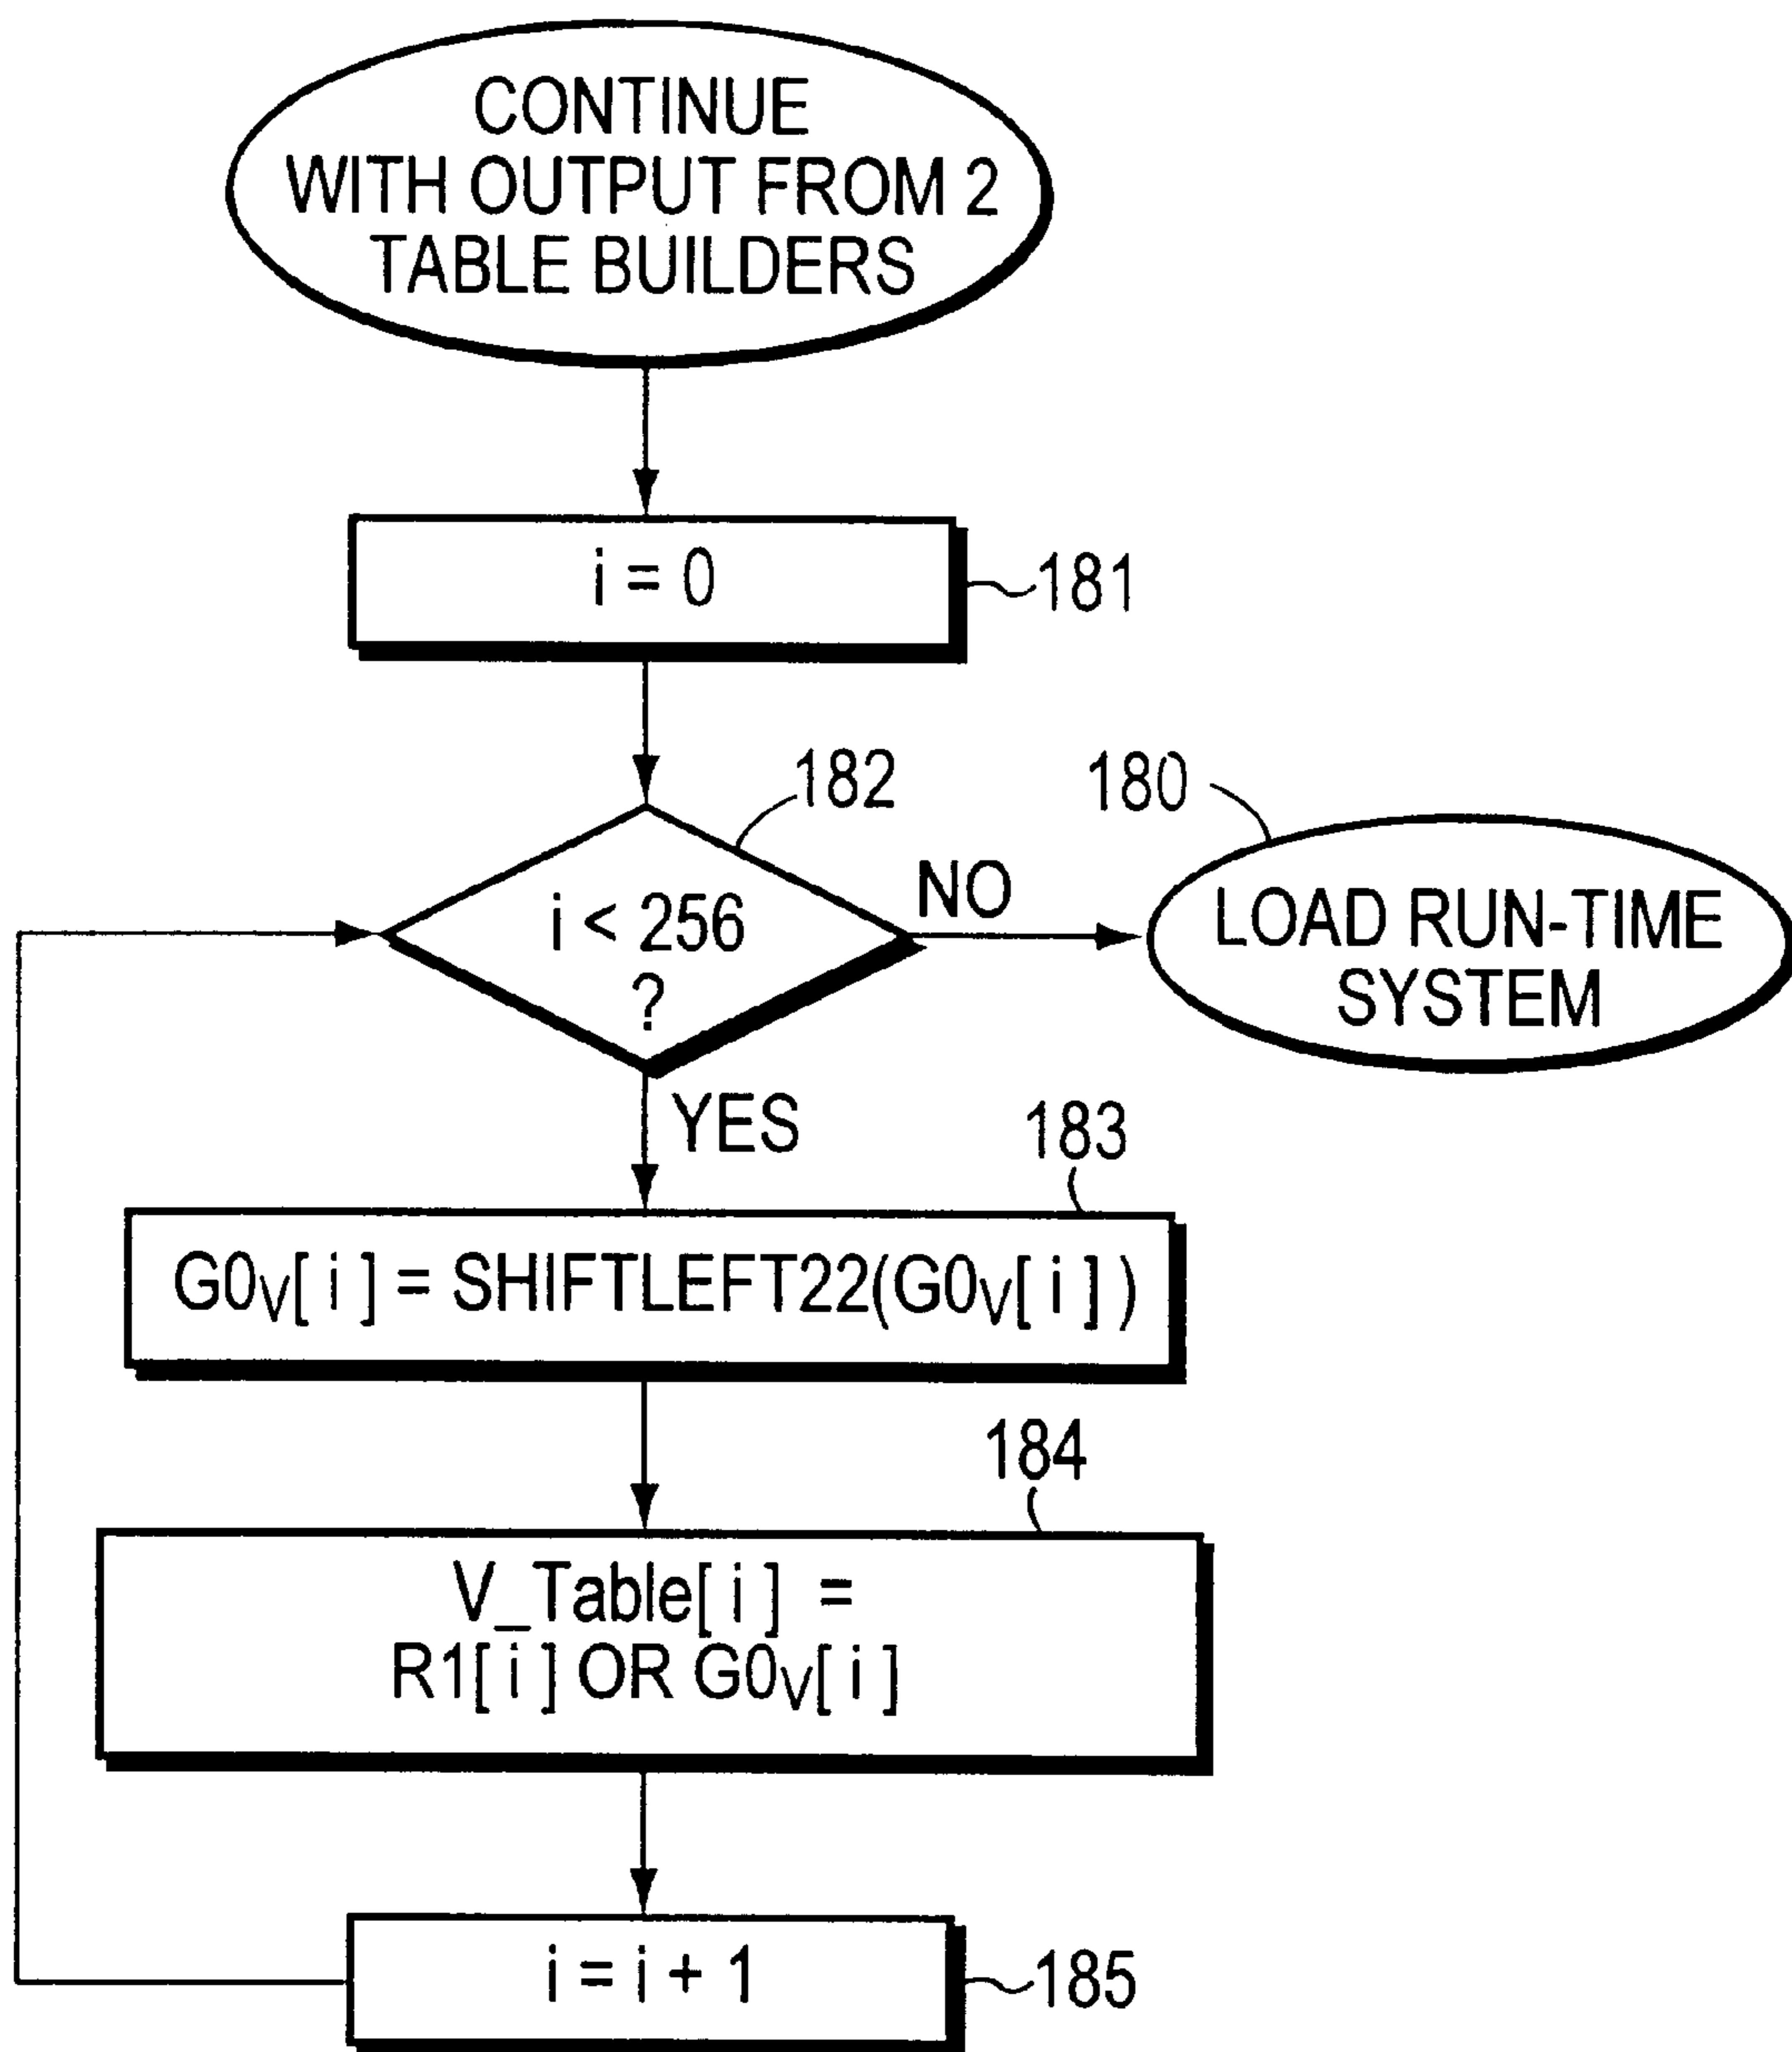 CONTINUE
WITH OUTPUT FROM 2
TABLE BUILDERS
i = 0
181
182
180
i < 256
?
NO
LOAD RUN-TIME
SYSTEM
YES
183
G0V[ i ] = SHIFTLEFT22(G0V[ i ] )
184
V_Table[ i ] =
R1[ i ] OR G0V[ i ]
i = i + 1
185